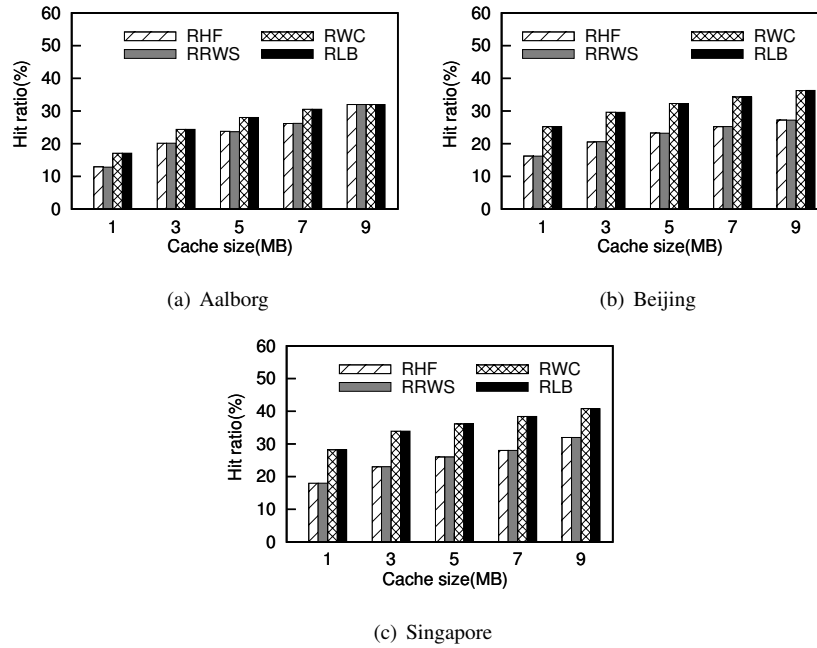 60
50
40
30
20
10
0
Hit ratio(%)
RHF
RWC
RRWS
RLB
1 3 5 7 9
Cache size(MB)
(a) Aalborg
60
50
40
30
20
10
0
Hit ratio(%)
RHF
RWC
RRWS
RLB
1 3 5 7 9
Cache size(MB)
(b) Beijing
60
50
40
30
20
10
0
Hit ratio(%)
RHF
RWC
RRWS
RLB
1 3 5 7 9
Cache size(MB)
(c) Singapore